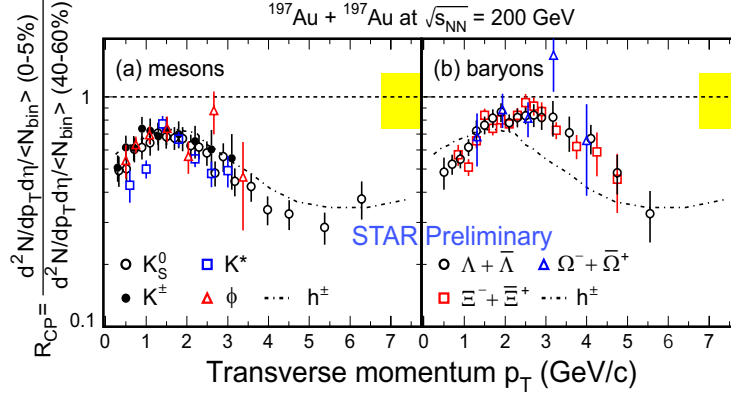 ¹⁹⁷Au + ¹⁹⁷Au at √s_NN = 200 GeV
R_CP = d²N/dp_Tdη/<N_bin> (0-5%)
d²N/dp_Tdη/<N_bin> (40-60%)
(a) mesons
(b) baryons
1
0.1
STAR Preliminary
K⁰_S
K*
K±
ϕ
h±
Λ + Λ̅
Ω⁻ + Ω̅⁺
Ξ⁻ + Ξ̅⁺
h±
0 1 2 3 4 5 6 7
0 1 2 3 4 5 6 7
Transverse momentum p_T (GeV/c)